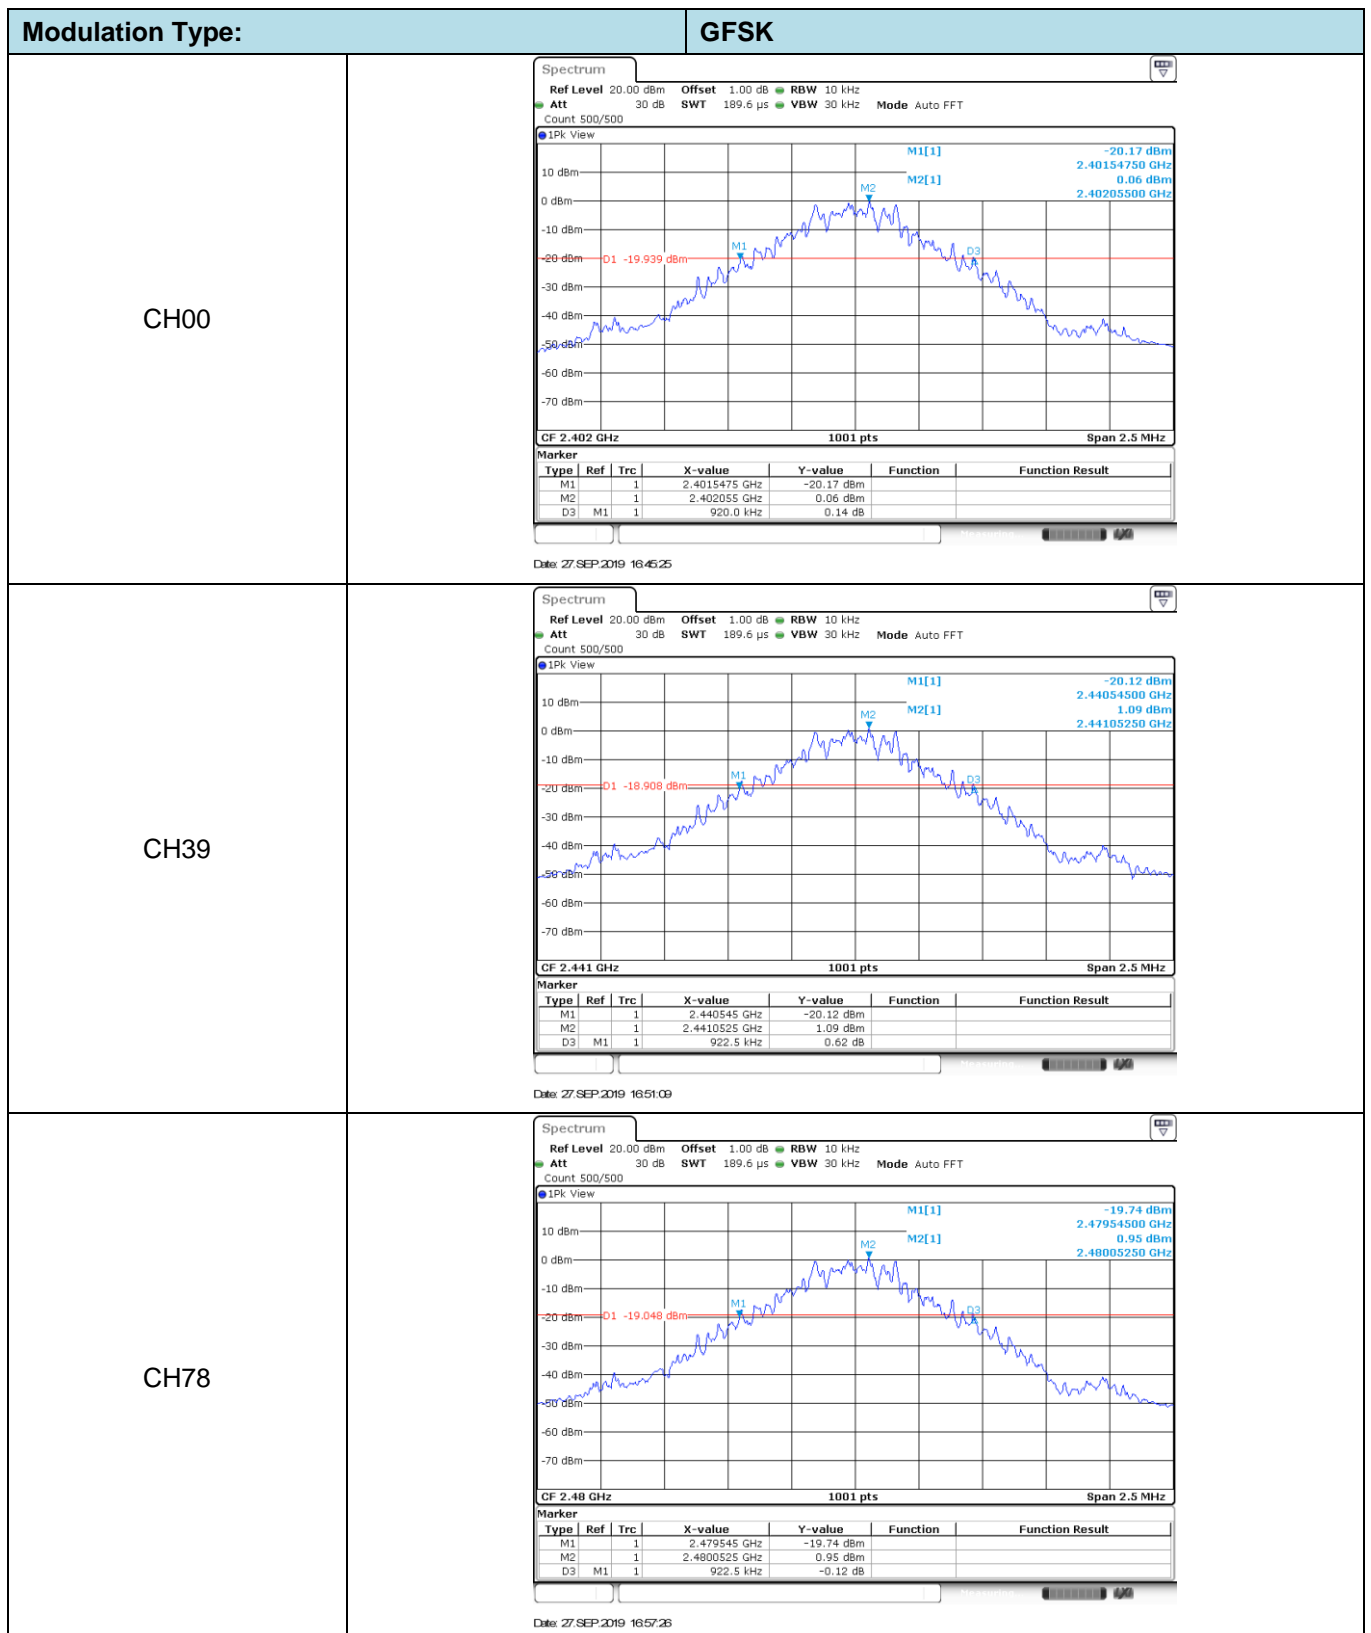 Modulation Type: GFSK
CH00
Spectrum
Ref Level 20.00 dBm Offset 1.00 dB RBW 10 kHz
Att 30 dB SWT 189.6 µs VBW 30 kHz Mode Auto FFT
Count 500/500
1Pk View
M1[1] -20.17 dBm
2.40154750 GHz
10 dBm
M2[1] 0.06 dBm
M2
2.40205500 GHz
0 dBm
-10 dBm
M1
D3
-20 dBm D1 -19.939 dBm
-30 dBm
-40 dBm
-50 dBm
-60 dBm
-70 dBm
CF 2.402 GHz 1001 pts Span 2.5 MHz
Marker
Type Ref Trc X-value Y-value Function Function Result
M1 1 2.4015475 GHz -20.17 dBm
M2 1 2.402055 GHz 0.06 dBm
D3 M1 1 920.0 kHz 0.14 dB
Measuring
Date: 27.SEP.2019 16:45:25
CH39
Spectrum
Ref Level 20.00 dBm Offset 1.00 dB RBW 10 kHz
Att 30 dB SWT 189.6 µs VBW 30 kHz Mode Auto FFT
Count 500/500
1Pk View
M1[1] -20.12 dBm
2.44054500 GHz
10 dBm
M2[1] 1.09 dBm
M2
2.44105250 GHz
0 dBm
-10 dBm
M1
D3
-20 dBm D1 -18.908 dBm
-30 dBm
-40 dBm
-50 dBm
-60 dBm
-70 dBm
CF 2.441 GHz 1001 pts Span 2.5 MHz
Marker
Type Ref Trc X-value Y-value Function Function Result
M1 1 2.440545 GHz -20.12 dBm
M2 1 2.4410525 GHz 1.09 dBm
D3 M1 1 922.5 kHz 0.62 dB
Measuring
Date: 27.SEP.2019 16:51:09
CH78
Spectrum
Ref Level 20.00 dBm Offset 1.00 dB RBW 10 kHz
Att 30 dB SWT 189.6 µs VBW 30 kHz Mode Auto FFT
Count 500/500
1Pk View
M1[1] -19.74 dBm
2.47954500 GHz
10 dBm
M2[1] 0.95 dBm
M2
2.48005250 GHz
0 dBm
-10 dBm
M1
D3
-20 dBm D1 -19.048 dBm
-30 dBm
-40 dBm
-50 dBm
-60 dBm
-70 dBm
CF 2.48 GHz 1001 pts Span 2.5 MHz
Marker
Type Ref Trc X-value Y-value Function Function Result
M1 1 2.479545 GHz -19.74 dBm
M2 1 2.4800525 GHz 0.95 dBm
D3 M1 1 922.5 kHz -0.12 dB
Measuring
Date: 27.SEP.2019 16:57:26